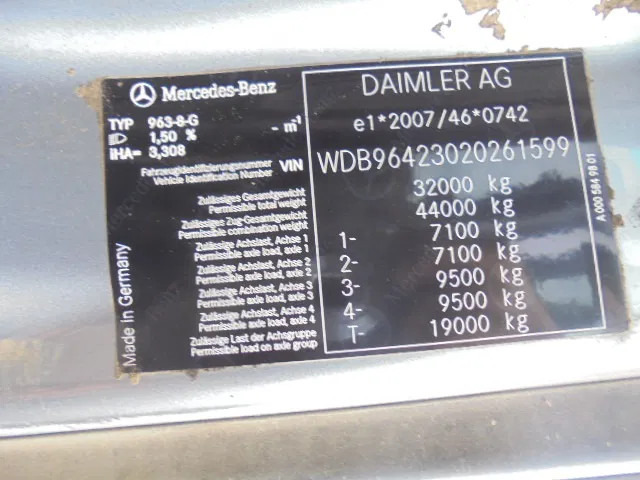 Mercedes-Benz
TYP 963-8-G
1,50 % - m-1
iHA= 3,308
Fahrzeugidentifizierungsnummer
Vehicle Identification Number VIN
Zulässiges Gesamtgewicht
Permissible total weight
Zulässiges Zug-Gesamtgewicht
Permissible combination weight
Zulässige Achslast, Achse 1
Permissible axle load, axle 1
Zulässige Achslast, Achse 2
Permissible axle load, axle 2
Zulässige Achslast, Achse 3
Permissible axle load, axle 3
Zulässige Achslast, Achse 4
Permissible axle load, axle 4
Zulässige Last der Achsgruppe
Permissible load on axle group
Made in Germany
DAIMLER AG
e1*2007/46*0742
WDB96423020261599
32000 kg
44000 kg
1- 7100 kg
2- 7100 kg
3- 9500 kg
4- 9500 kg
T- 19000 kg
A 000 584 98 01